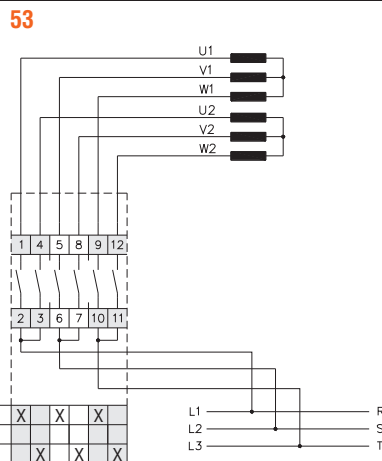 53
U1
V1
W1
U2
V2
W2
1 4 5 8 9 12
2 3 6 7 10 11
L1 R
L2 S
L3 T
X X X
X X X